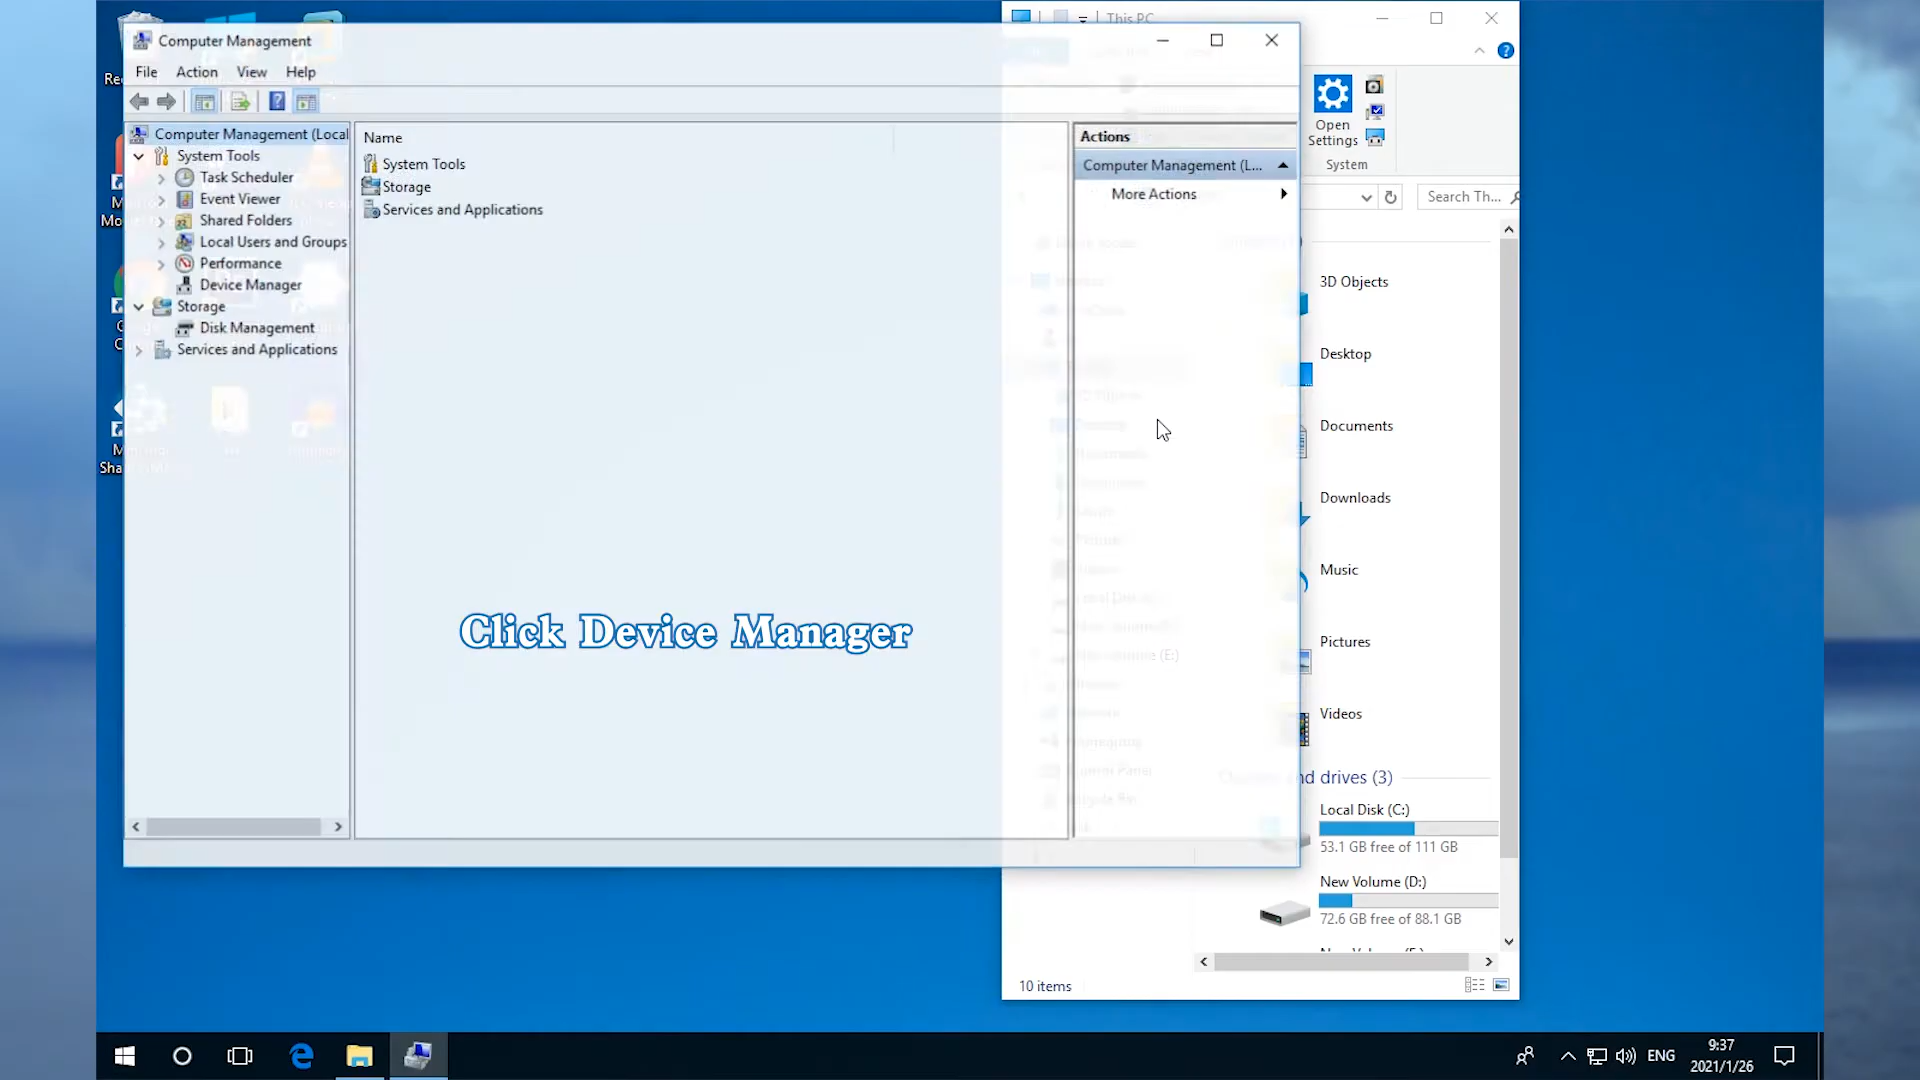 This PC
Computer Management
File Action View Help
Computer Management (Local
System Tools
Task Scheduler
Event Viewer
Shared Folders
Local Users and Groups
Performance
Device Manager
Storage
Disk Management
Services and Applications
Name
System Tools
Storage
Services and Applications
Actions
Computer Management (L...
More Actions
Click Device Manager
Open
Settings
System
Search Th...
3D Objects
Desktop
Documents
Downloads
Music
Pictures
Videos
nd drives (3)
Local Disk (C:)
53.1 GB free of 111 GB
New Volume (D:)
72.6 GB free of 88.1 GB
10 items
ENG
9:37
2021/1/26